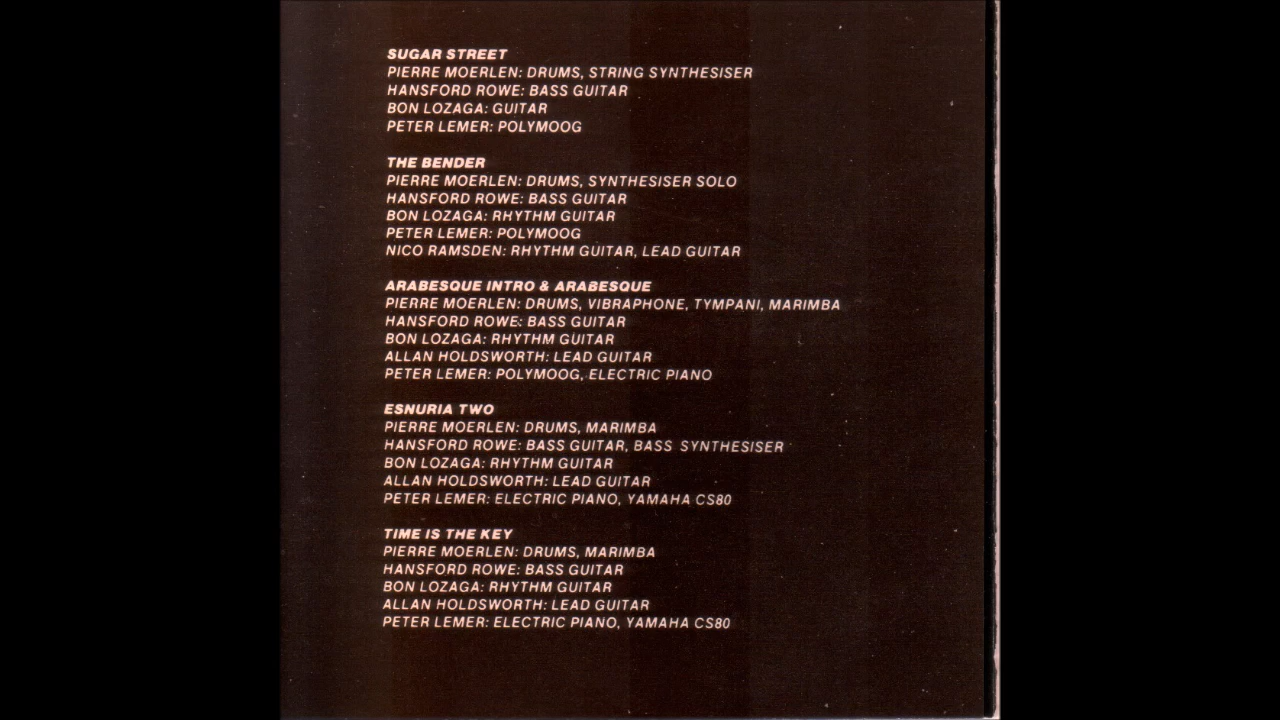 SUGAR STREET
PIERRE MOERLEN: DRUMS, STRING SYNTHESISER
HANSFORD ROWE: BASS GUITAR
BON LOZAGA: GUITAR
PETER LEMER: POLYMOOG
THE BENDER
PIERRE MOERLEN: DRUMS, SYNTHESISER SOLO
HANSFORD ROWE: BASS GUITAR
BON LOZAGA: RHYTHM GUITAR
PETER LEMER: POLYMOOG
NICO RAMSDEN: RHYTHM GUITAR, LEAD GUITAR
ARABESQUE INTRO & ARABESQUE
PIERRE MOERLEN: DRUMS, VIBRAPHONE, TYMPANI, MARIMBA
HANSFORD ROWE: BASS GUITAR
BON LOZAGA: RHYTHM GUITAR
ALLAN HOLDSWORTH: LEAD GUITAR
PETER LEMER: POLYMOOG, ELECTRIC PIANO
ESNURIA TWO
PIERRE MOERLEN: DRUMS, MARIMBA
HANSFORD ROWE: BASS GUITAR, BASS SYNTHESISER
BON LOZAGA: RHYTHM GUITAR
ALLAN HOLDSWORTH: LEAD GUITAR
PETER LEMER: ELECTRIC PIANO, YAMAHA CS80
TIME IS THE KEY
PIERRE MOERLEN: DRUMS, MARIMBA
HANSFORD ROWE: BASS GUITAR
BON LOZAGA: RHYTHM GUITAR
ALLAN HOLDSWORTH: LEAD GUITAR
PETER LEMER: ELECTRIC PIANO, YAMAHA CS80